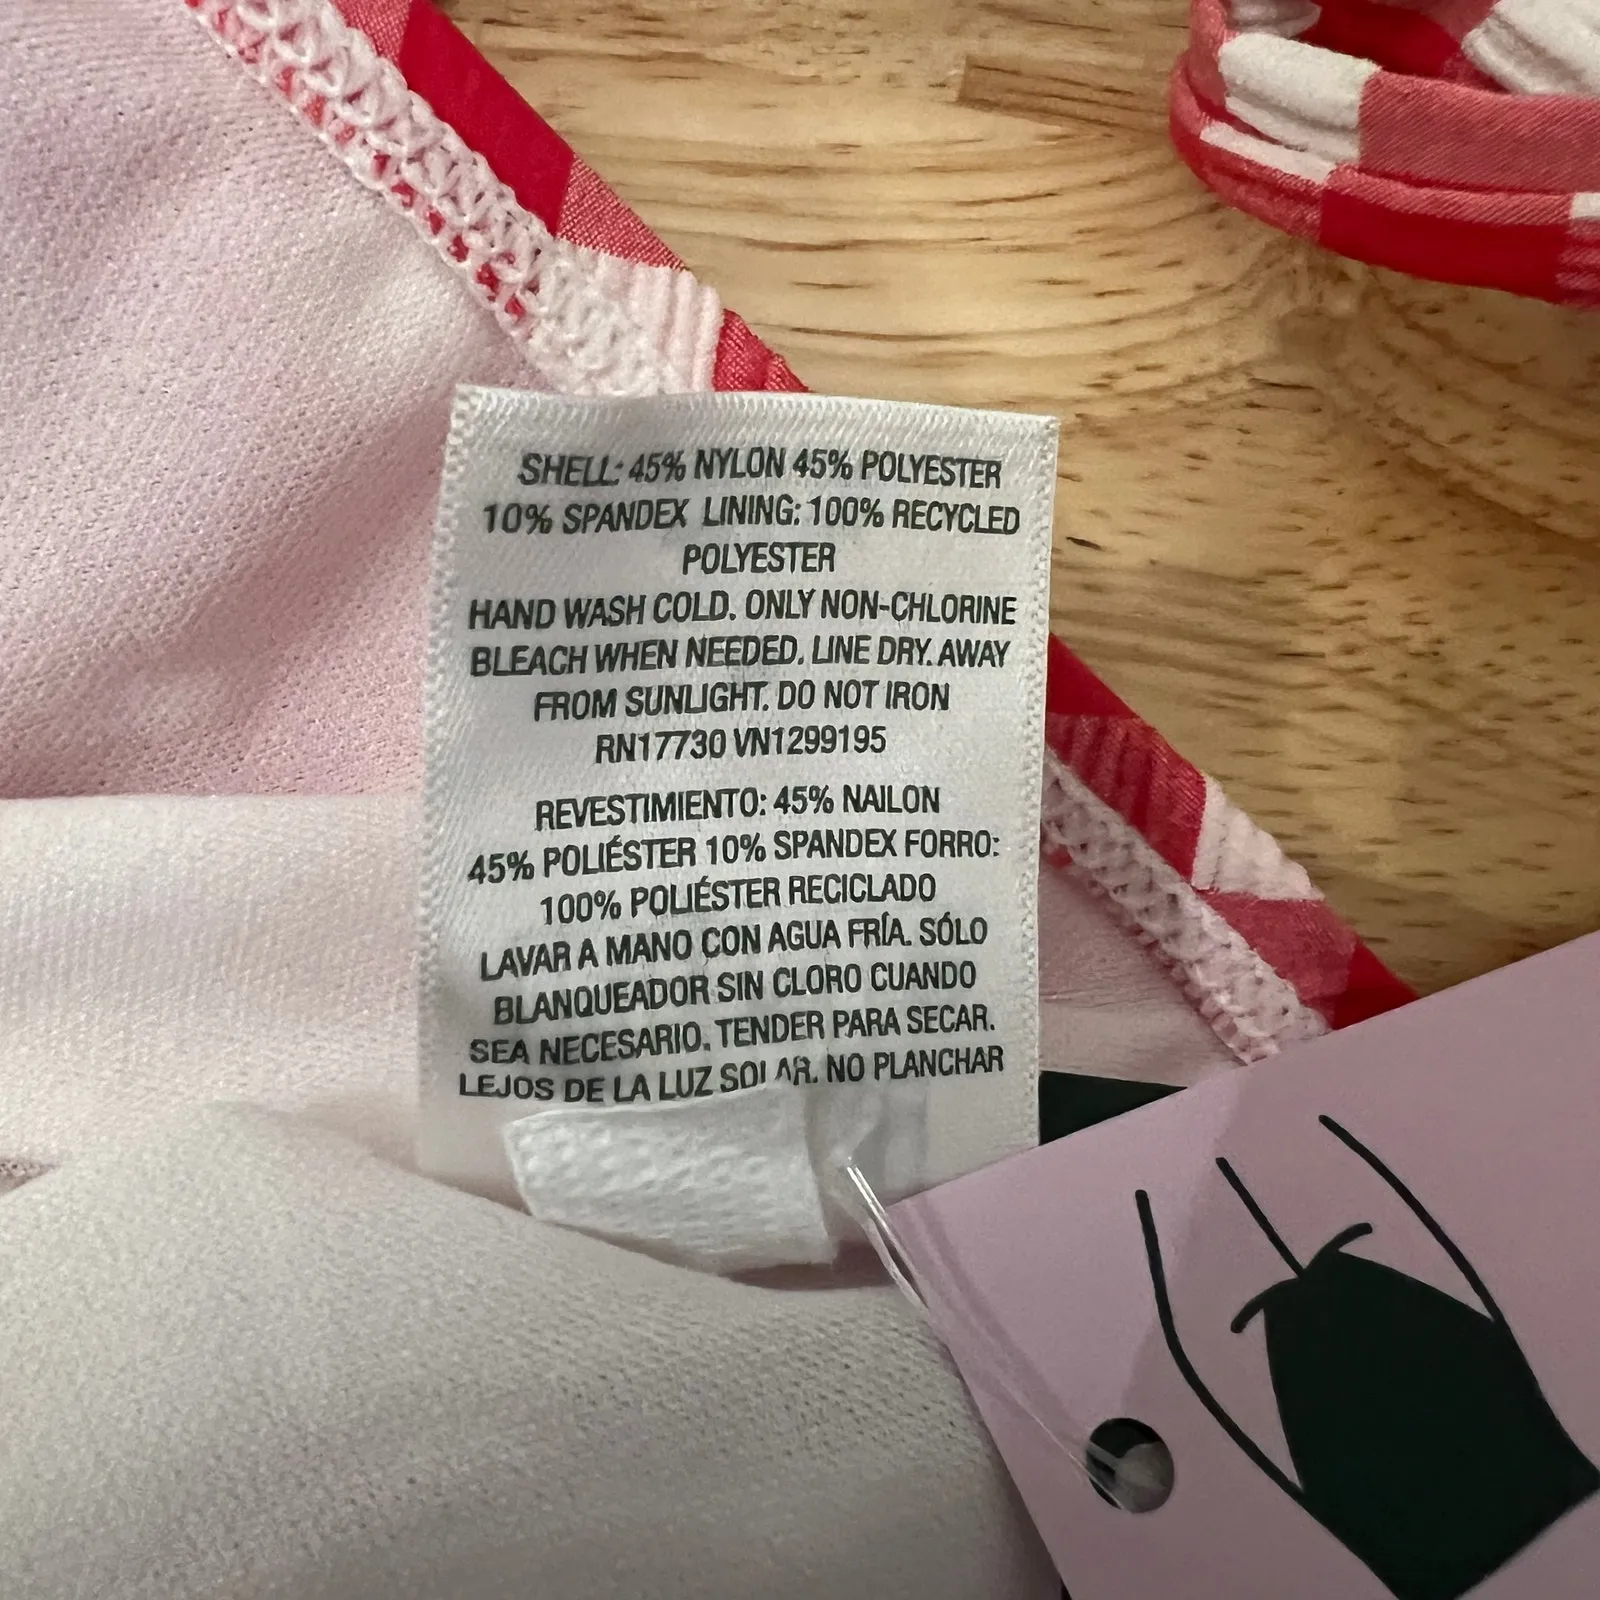 SHELL: 45% NYLON 45% POLYESTER
10% SPANDEX LINING: 100% RECYCLED
POLYESTER
HAND WASH COLD. ONLY NON-CHLORINE
BLEACH WHEN NEEDED. LINE DRY. AWAY
FROM SUNLIGHT. DO NOT IRON
RN17730 VN1299195
REVESTIMIENTO: 45% NAILON
45% POLIÉSTER 10% SPANDEX FORRO:
100% POLIÉSTER RECICLADO
LAVAR A MANO CON AGUA FRÍA. SÓLO
BLANQUEADOR SIN CLORO CUANDO
SEA NECESARIO. TENDER PARA SECAR.
LEJOS DE LA LUZ SOLAR. NO PLANCHAR